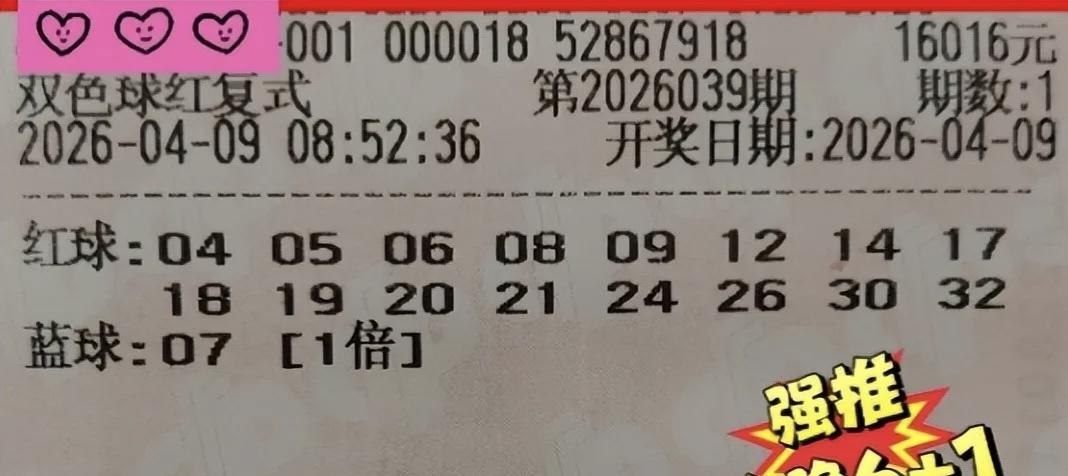 -001 000018 52867918 16016元
双色球红复式 第2026039期 期数:1
2026-04-09 08:52:36 开奖日期:2026-04-09
红球:04 05 06 08 09 12 14 17
18 19 20 21 24 26 30 32
蓝球:07 [1倍]
强推